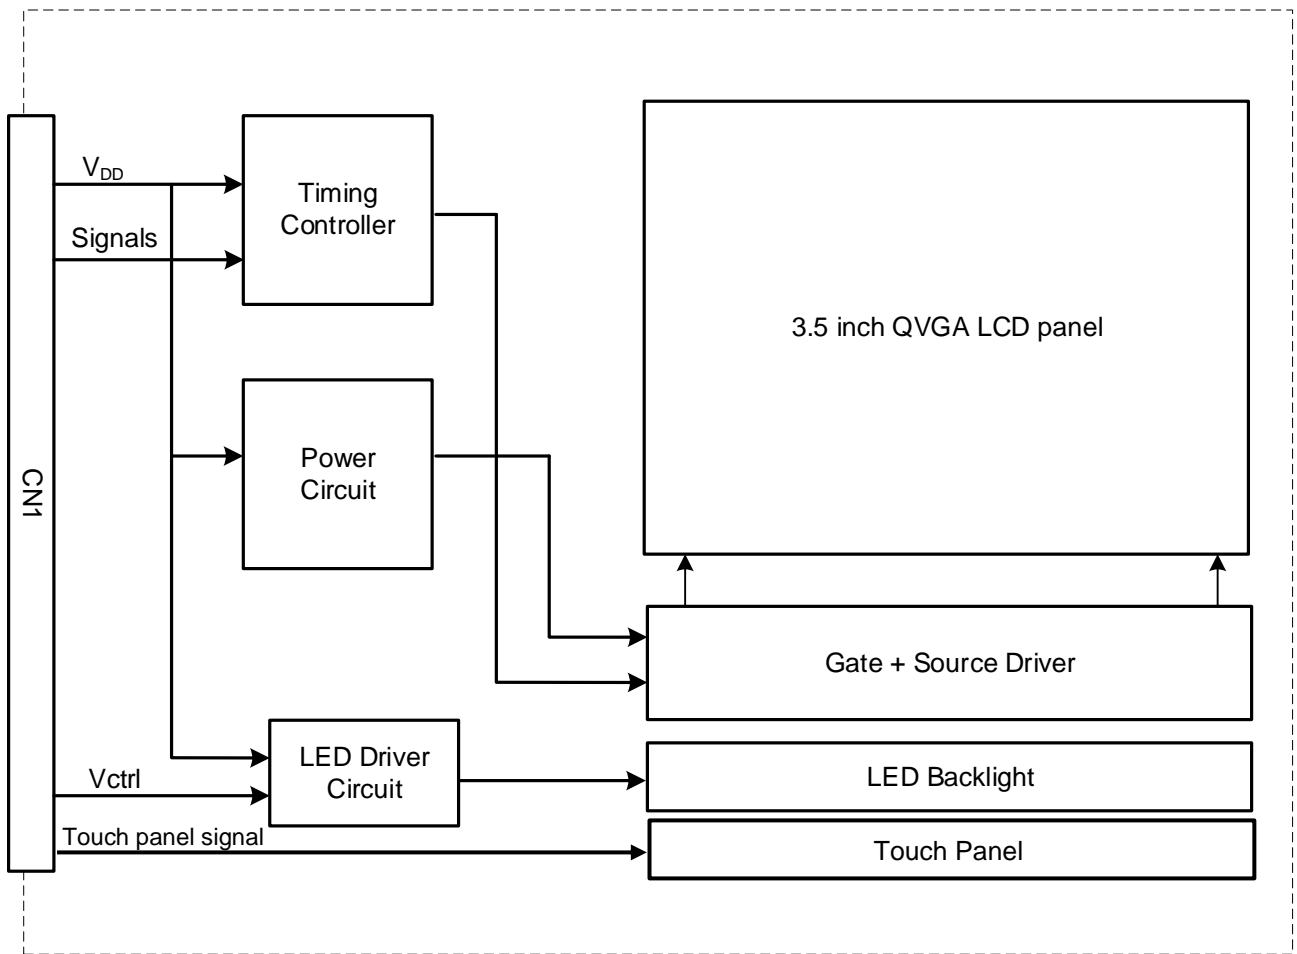 V_DD
Timing
Controller
Signals
3.5 inch QVGA LCD panel
Power
Circuit
CN1
Gate + Source Driver
LED Driver
Circuit
Vctrl
LED Backlight
Touch panel signal
Touch Panel